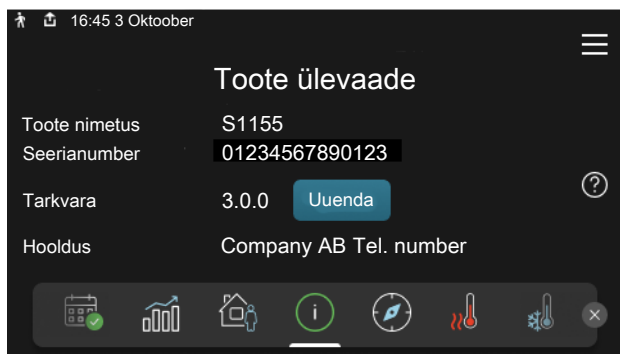 16:45 3 Oktoober
Toote ülevaade
Toote nimetus S1155
Seerianumber 01234567890123
Tarkvara 3.0.0 Uuenda
Hooldus Company AB Tel. number